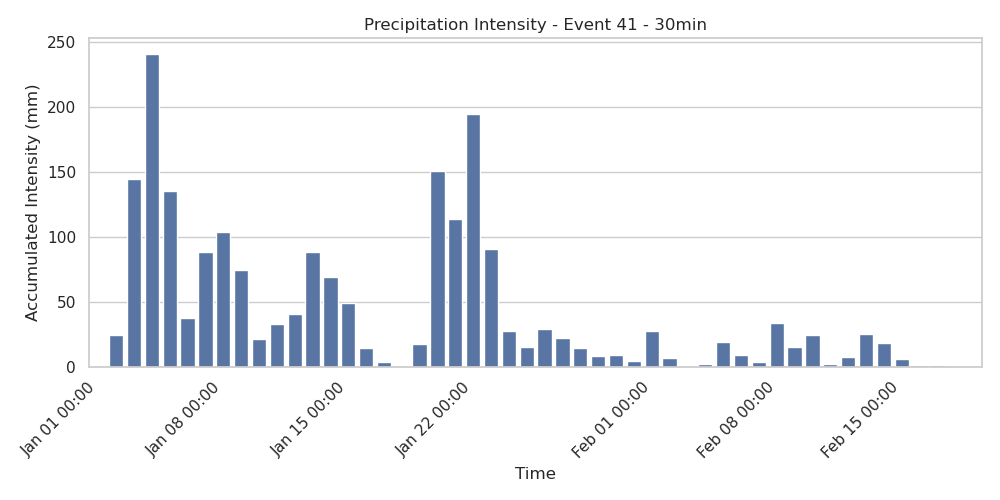 Precipitation Intensity - Event 41 - 30min
Accumulated Intensity (mm)
250
200
150
100
50
0
Jan 01 00:00
Jan 08 00:00
Jan 15 00:00
Jan 22 00:00
Feb 01 00:00
Feb 08 00:00
Feb 15 00:00
Time